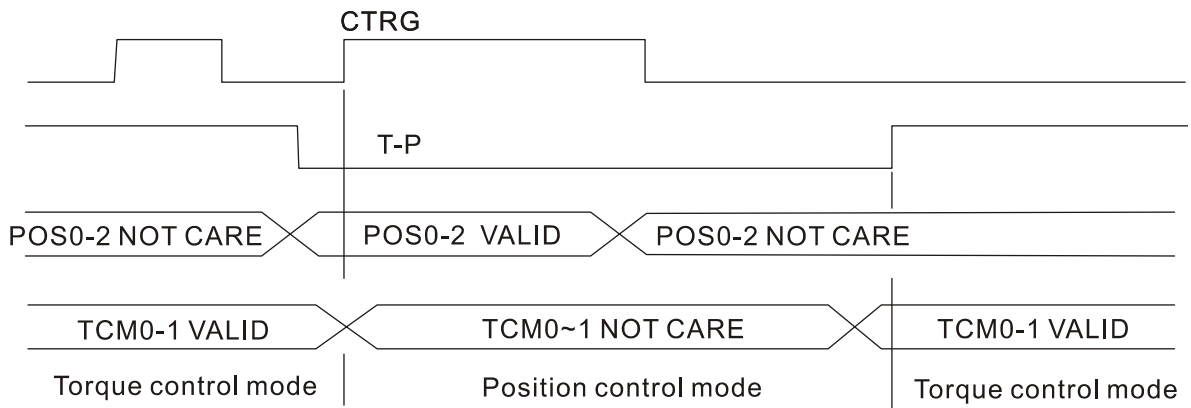 CTRG
T-P
POS0-2 NOT CARE POS0-2 VALID POS0-2 NOT CARE
TCM0-1 VALID TCM0~1 NOT CARE TCM0-1 VALID
Torque control mode Position control mode Torque control mode